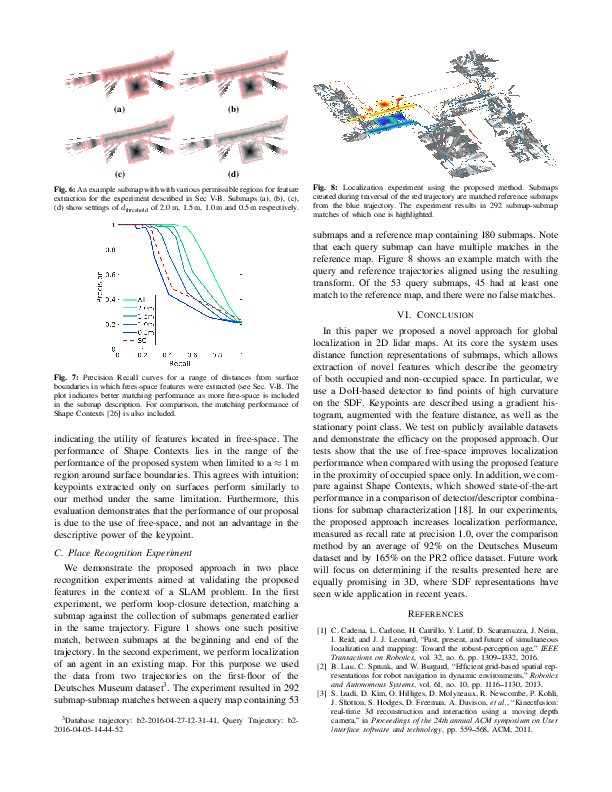 (a)
(b)
(c)
(d)
Fig. 6: An example submap with with various permissible regions for feature
extraction for the experiment described in Sec V-B. Submaps (a), (b), (c),
(d) show settings of dthreshold of 2.0 m, 1.5 m, 1.0 m and 0.5 m respectively.
Precision
1
0.8
0.6
0.4
0.2
0
All
2.0m
1.5m
1.0m
0.5m
SC
0
0.2
0.4
0.6
0.8
1
Recall
Fig. 7: Precision Recall curves for a range of distances from surface
boundaries in which frees-space features were extracted (see Sec. V-B. The
plot indicates better matching performance as more free-space is included
in the submap description. For comparison, the matching performance of
Shape Contexts [26] is also included.
indicating the utility of features located in free-space. The
performance of Shape Contexts lies in the range of the
performance of the proposed system when limited to a ≈ 1 m
region around surface boundaries. This agrees with intuition:
keypoints extracted only on surfaces perform similarly to
our method under the same limitation. Furthermore, this
evaluation demonstrates that the performance of our proposal
is due to the use of free-space, and not an advantage in the
descriptive power of the keypoint.
C. Place Recognition Experiment
We demonstrate the proposed approach in two place
recognition experiments aimed at validating the proposed
features in the context of a SLAM problem. In the first
experiment, we perform loop-closure detection, matching a
submap against the collection of submaps generated earlier
in the same trajectory. Figure 1 shows one such positive
match, between submaps at the beginning and end of the
trajectory. In the second experiment, we perform localization
of an agent in an existing map. For this purpose we used
the data from two trajectories on the first-floor of the
Deutsches Museum dataset3. The experiment resulted in 292
submap-submap matches between a query map containing 53
3Database trajectory: b2-2016-04-27-12-31-41, Query Trajectory: b2-
2016-04-05-14-44-52
Fig. 8: Localization experiment using the proposed method. Submaps
created during traversal of the red trajectory are matched reference submaps
from the blue trajectory. The experiment results in 292 submap-submap
matches of which one is highlighted.
submaps and a reference map containing 180 submaps. Note
that each query submap can have multiple matches in the
reference map. Figure 8 shows an example match with the
query and reference trajectories aligned using the resulting
transform. Of the 53 query submaps, 45 had at least one
match to the reference map, and there were no false matches.
VI. CONCLUSION
In this paper we proposed a novel approach for global
localization in 2D lidar maps. At its core the system uses
distance function representations of submaps, which allows
extraction of novel features which describe the geometry
of both occupied and non-occupied space. In particular, we
use a DoH-based detector to find points of high curvature
on the SDF. Keypoints are described using a gradient his-
togram, augmented with the feature distance, as well as the
stationary point class. We test on publicly available datasets
and demonstrate the efficacy on the proposed approach. Our
tests show that the use of free-space improves localization
performance when compared with using the proposed feature
in the proximity of occupied space only. In addition, we com-
pare against Shape Contexts, which showed state-of-the-art
performance in a comparison of detector/descriptor combina-
tions for submap characterization [18]. In our experiments,
the proposed approach increases localization performance,
measured as recall rate at precision 1.0, over the comparison
method by an average of 92% on the Deutsches Museum
dataset and by 165% on the PR2 office dataset. Future work
will focus on determining if the results presented here are
equally promising in 3D, where SDF representations have
seen wide application in recent years.
REFERENCES
[1] C. Cadena, L. Carlone, H. Carrillo, Y. Latif, D. Scaramuzza, J. Neira,
I. Reid, and J. J. Leonard, “Past, present, and future of simultaneous
localization and mapping: Toward the robust-perception age,” IEEE
Transactions on Robotics, vol. 32, no. 6, pp. 1309–1332, 2016.
[2] B. Lau, C. Sprunk, and W. Burgard, “Efficient grid-based spatial rep-
resentations for robot navigation in dynamic environments,” Robotics
and Autonomous Systems, vol. 61, no. 10, pp. 1116–1130, 2013.
[3] S. Izadi, D. Kim, O. Hilliges, D. Molyneaux, R. Newcombe, P. Kohli,
J. Shotton, S. Hodges, D. Freeman, A. Davison, et al., “Kinectfusion:
real-time 3d reconstruction and interaction using a moving depth
camera,” in Proceedings of the 24th annual ACM symposium on User
interface software and technology, pp. 559–568, ACM, 2011.